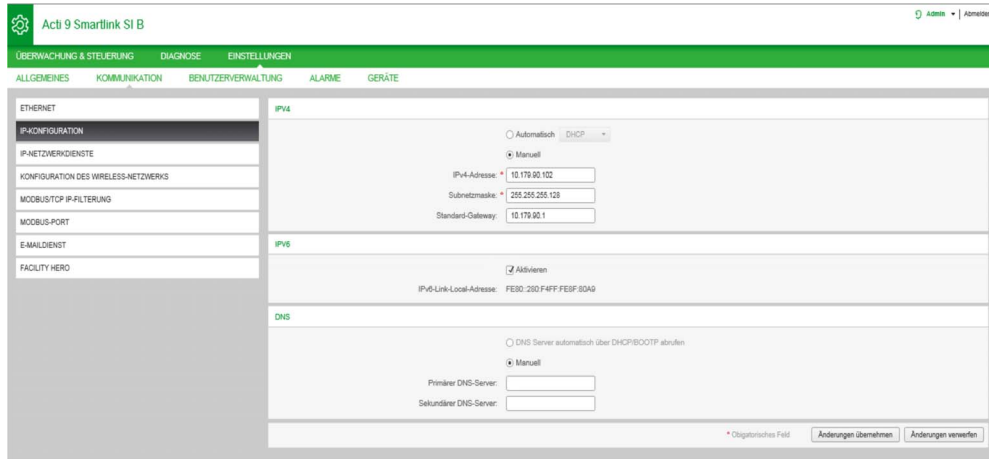 Acti 9 Smartlink SI B
Admin | Abmelden
ÜBERWACHUNG & STEUERUNG DIAGNOSE EINSTELLUNGEN
ALLGEMEINES KOMMUNIKATION BENUTZERVERWALTUNG ALARME GERÄTE
ETHERNET
IP-KONFIGURATION
IP-NETZWERKDIENSTE
KONFIGURATION DES WIRELESS-NETZWERKS
MODBUS/TCP IP-FILTERUNG
MODBUS-PORT
E-MAILDIENST
FACILITY HERO
IPV4
Automatisch DHCP
Manuell
IPv4-Adresse: * 10.179.90.102
Subnetzmaske: * 255.255.255.128
Standard-Gateway: 10.179.90.1
IPV6
Aktivieren
IPv6-Link-Local-Adresse: FE80::280:F4FF:FE8F:80A9
DNS
DNS Server automatisch über DHCP/BOOTP abrufen
Manuell
Primärer DNS-Server:
Sekundärer DNS-Server:
* Obigatorisches Feld Änderungen übernehmen Änderungen verwerfen